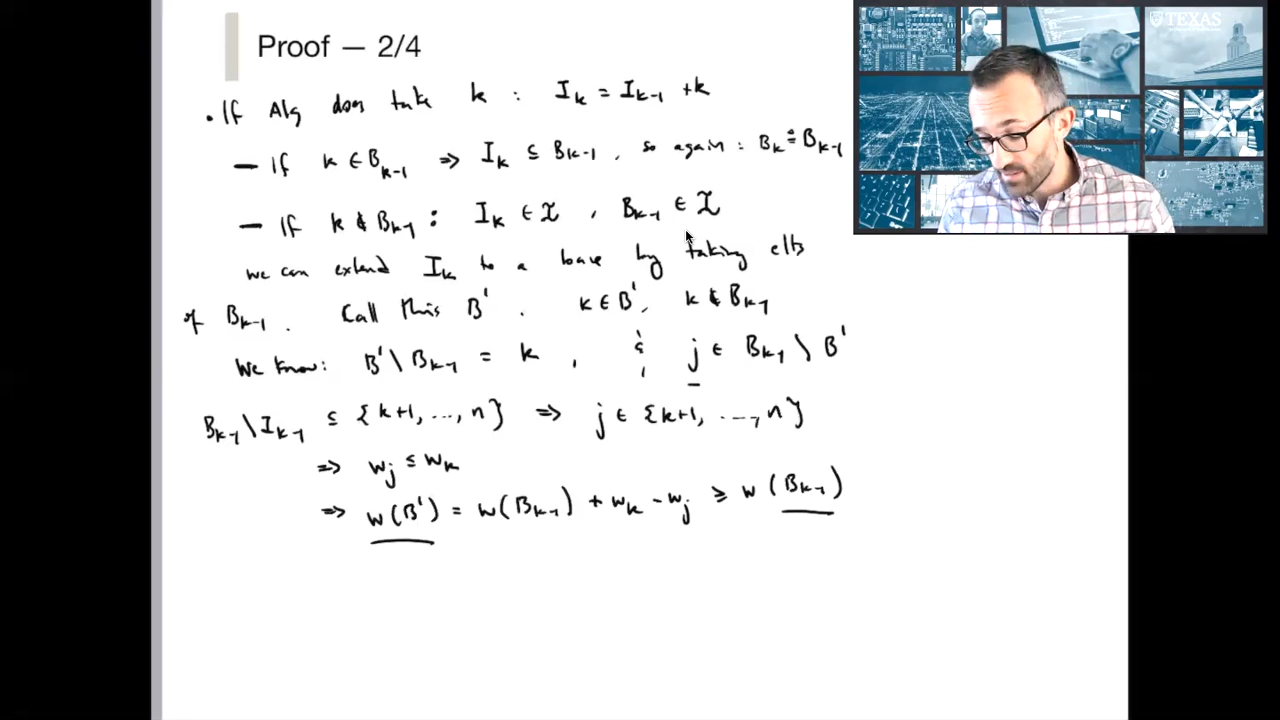 Proof — 2/4
TEXAS
• If Alg does take k : I_k = I_{k-1} + k
— If k ∈ B_{k-1} ⇒ I_k ⊆ B_{k-1} , so again : B_k ≜ B_{k-1}
— If k ∉ B_{k-1} : I_k ∈ I , B_{k-1} ∈ I
we can extend I_k to a base by taking elts
of B_{k-1} . Call this B' . k ∈ B' , k ∉ B_{k-1}
We know: B' \ B_{k-1} = k , & j ∈ B_{k-1} \ B'
B_{k-1} \ I_{k-1} ⊆ {k+1, ..., n} ⇒ j ∈ {k+1, ..., n}
⇒ w_j ≤ w_k
⇒ w(B') = w(B_{k-1}) + w_k - w_j ≥ w(B_{k-1})